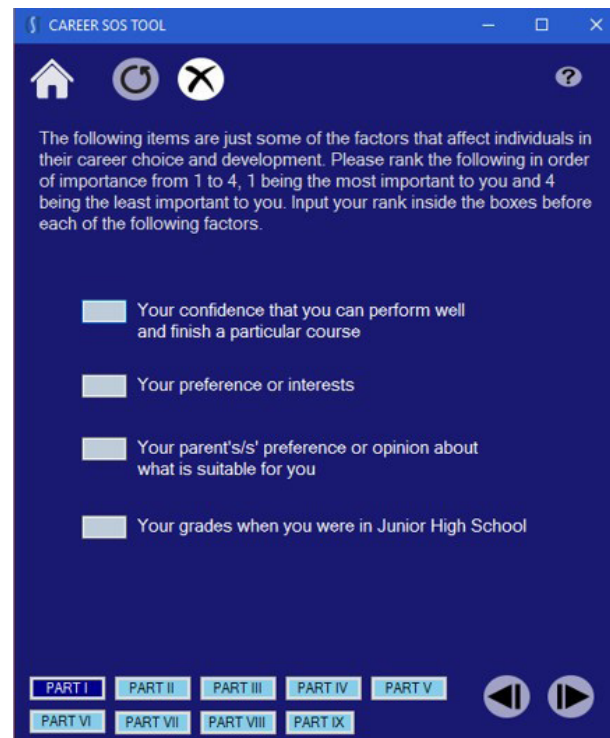 CAREER SOS TOOL
?
The following items are just some of the factors that affect individuals in
their career choice and development. Please rank the following in order
of importance from 1 to 4, 1 being the most important to you and 4
being the least important to you. Input your rank inside the boxes before
each of the following factors.
Your confidence that you can perform well
and finish a particular course
Your preference or interests
Your parent's/s' preference or opinion about
what is suitable for you
Your grades when you were in Junior High School
PART I PART II PART III PART IV PART V
PART VI PART VII PART VIII PART IX